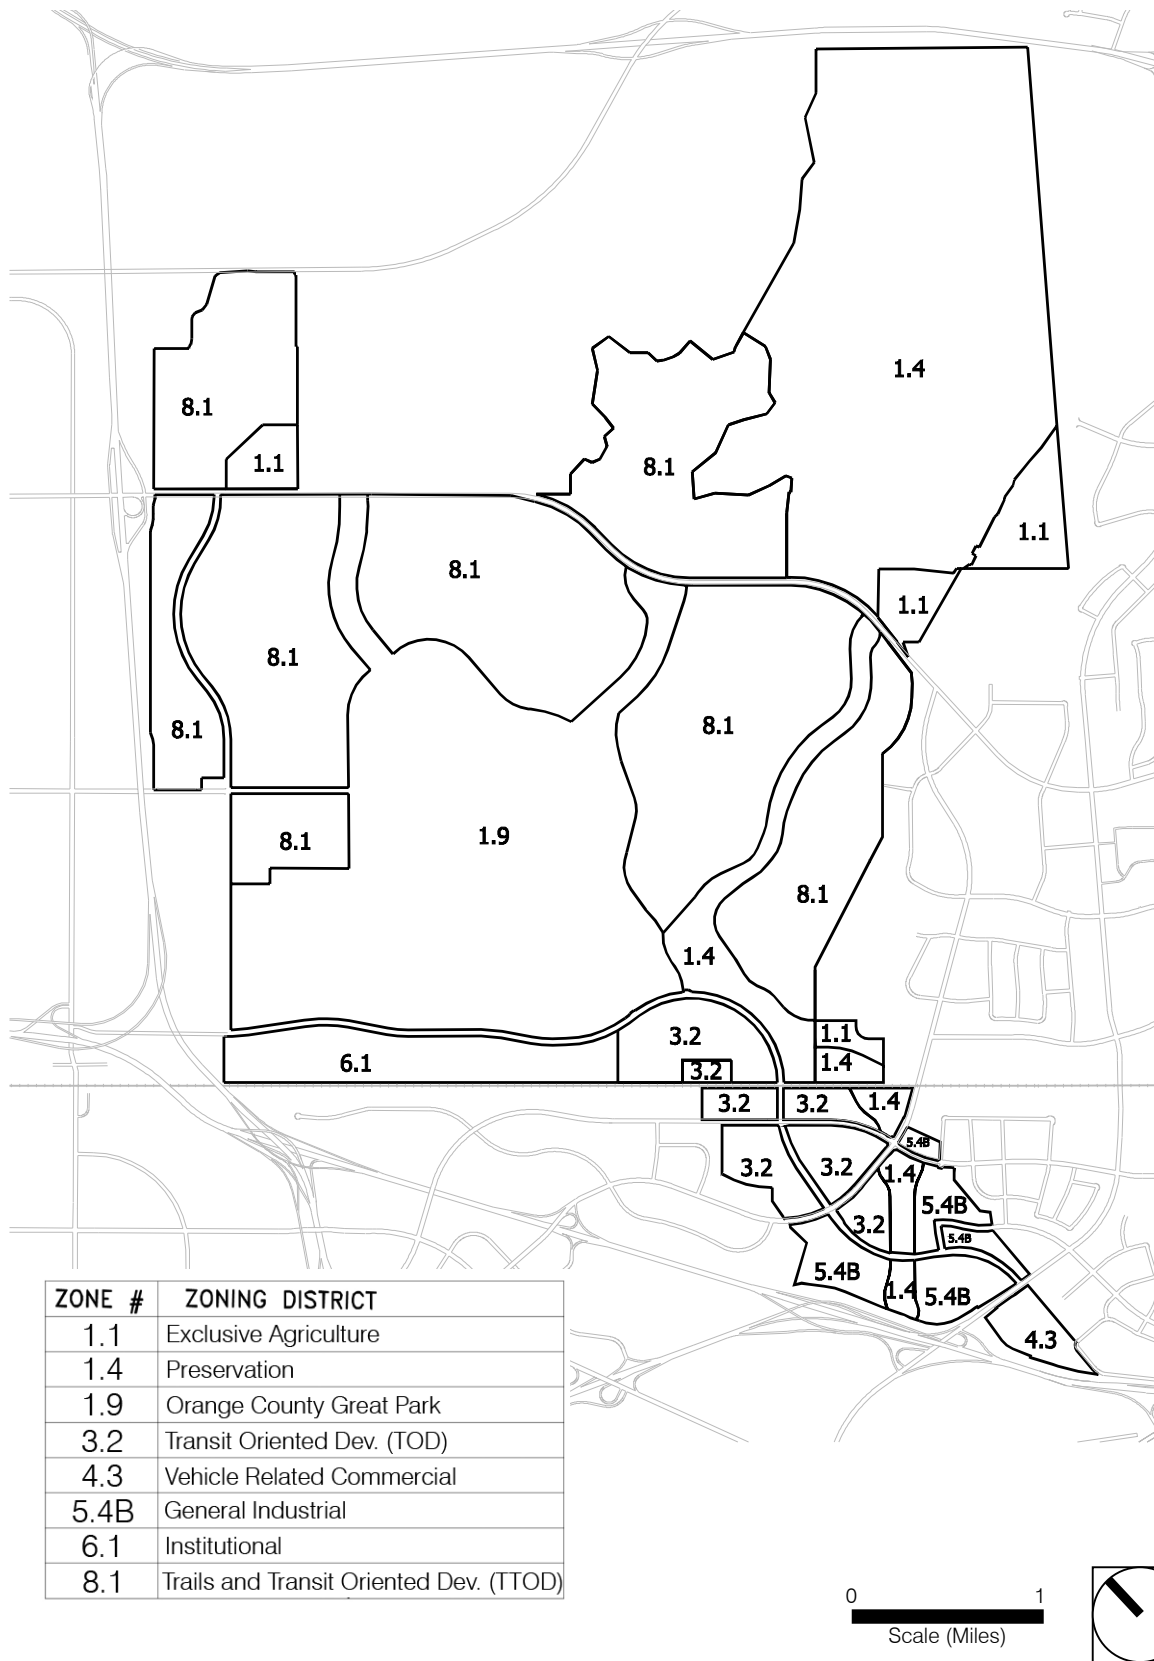 1.4
8.1
1.1
8.1
1.1
8.1
1.1
8.1
8.1
8.1
8.1
1.9
8.1
1.4
3.2
1.1
6.1
3.2
1.4
3.2
3.2
1.4
5.4B
3.2
3.2
1.4
5.4B
3.2
5.4B
5.4B
1.4
5.4B
4.3
ZONE # ZONING DISTRICT
1.1 Exclusive Agriculture
1.4 Preservation
1.9 Orange County Great Park
3.2 Transit Oriented Dev. (TOD)
4.3 Vehicle Related Commercial
5.4B General Industrial
6.1 Institutional
8.1 Trails and Transit Oriented Dev. (TTOD)
0 1
Scale (Miles)